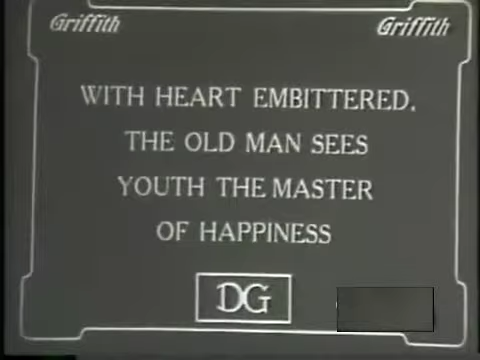 Griffith Griffith
WITH HEART EMBITTERED,
THE OLD MAN SEES
YOUTH THE MASTER
OF HAPPINESS
DG